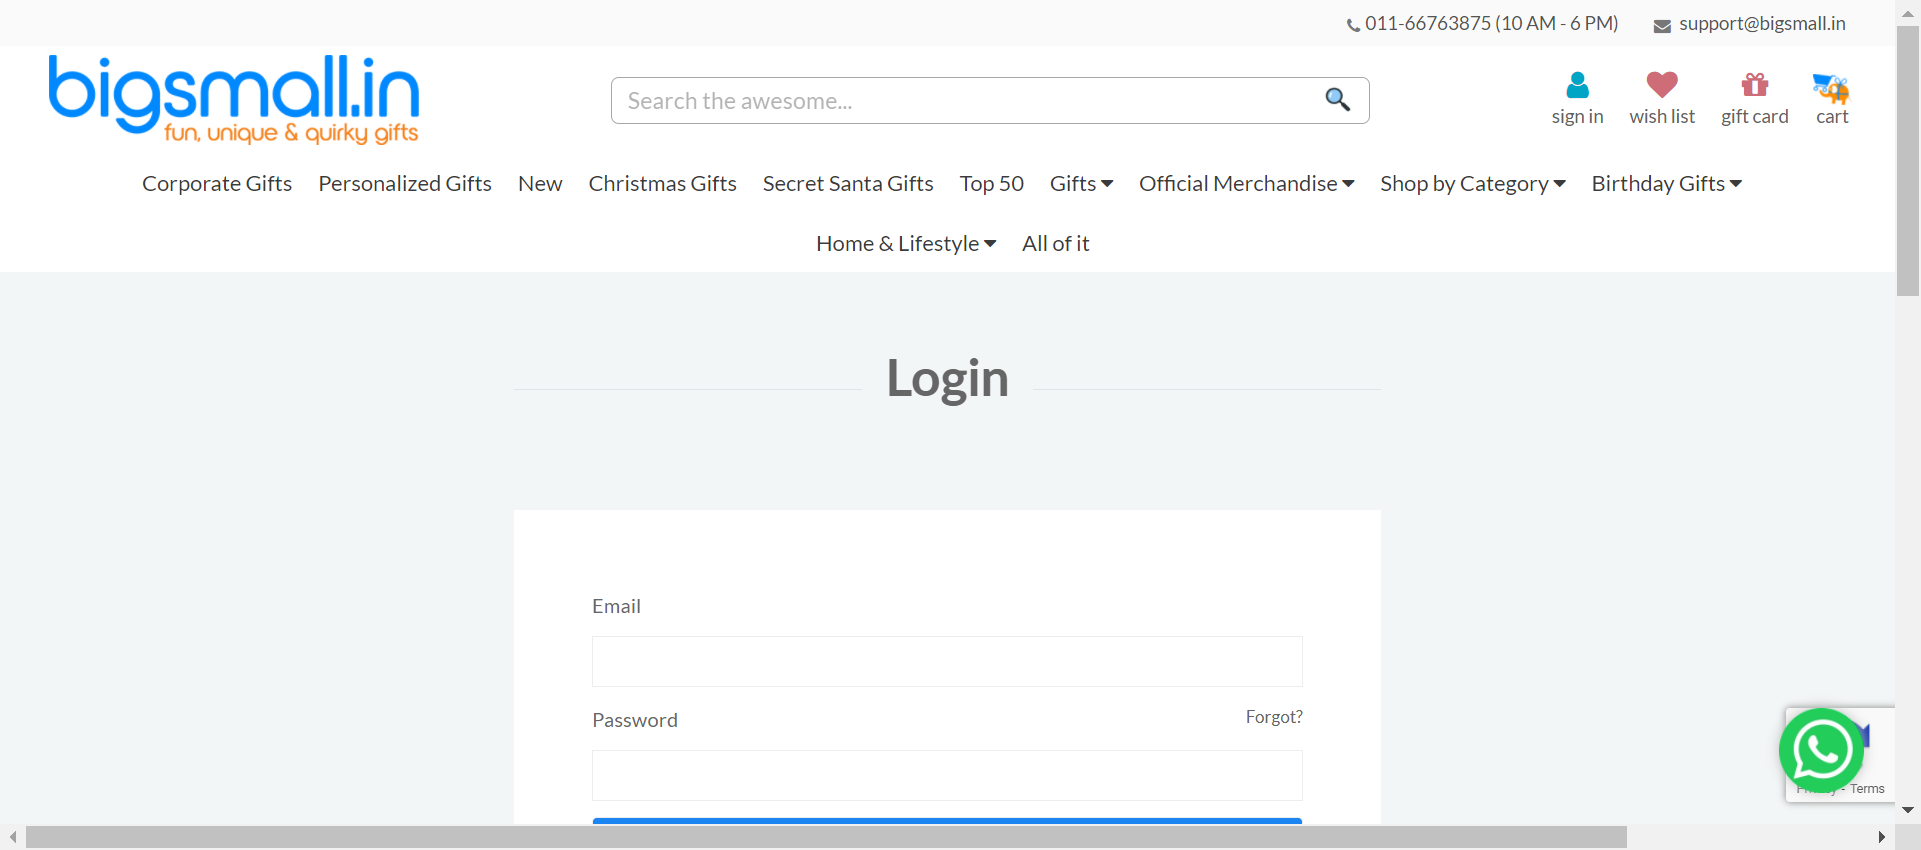 011-66763875 (10 AM - 6 PM) support@bigsmall.in
bigsmall.in
fun, unique & quirky gifts
Search the awesome...
sign in wish list gift card cart
Corporate Gifts Personalized Gifts New Christmas Gifts Secret Santa Gifts Top 50 Gifts Official Merchandise Shop by Category Birthday Gifts
Home & Lifestyle All of it
Login
Email
Password Forgot?
- Terms